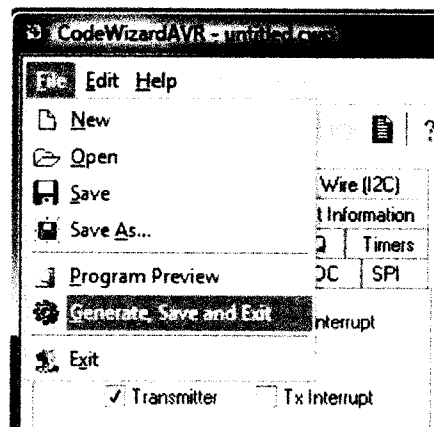 CodeWizardAVR - untitled.cwp
File Edit Help
New
Open
Save
Save As...
Program Preview
Generate, Save and Exit
Exit
?
Wire (I2C)
t Information
Timers
SPI
nterrupt
Transmitter Tx Interrupt